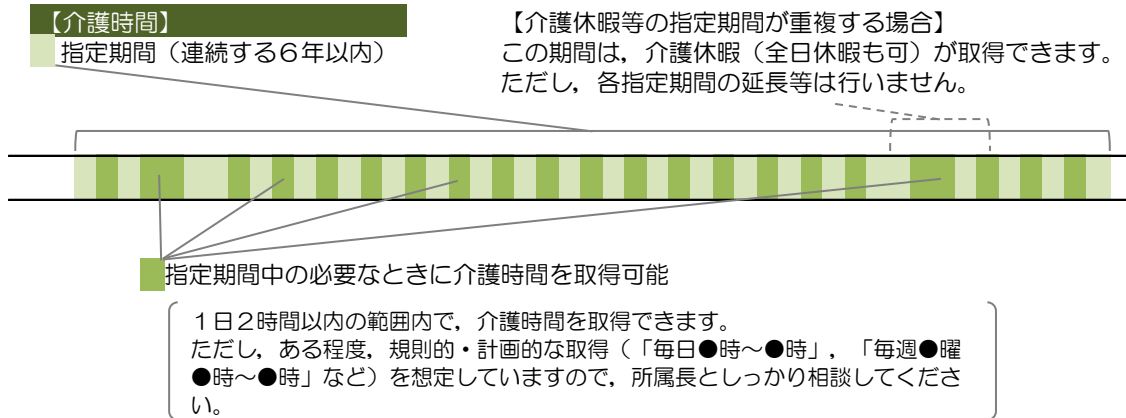 【介護時間】
指定期間（連続する６年以内）
【介護休暇等の指定期間が重複する場合】
この期間は，介護休暇（全日休暇も可）が取得できます。
ただし，各指定期間の延長等は行いません。
指定期間中の必要なときに介護時間を取得可能
１日２時間以内の範囲内で，介護時間を取得できます。
ただし，ある程度，規則的・計画的な取得（「毎日●時～●時」，「毎週●曜
●時～●時」など）を想定していますので，所属長としっかり相談してくださ
い。